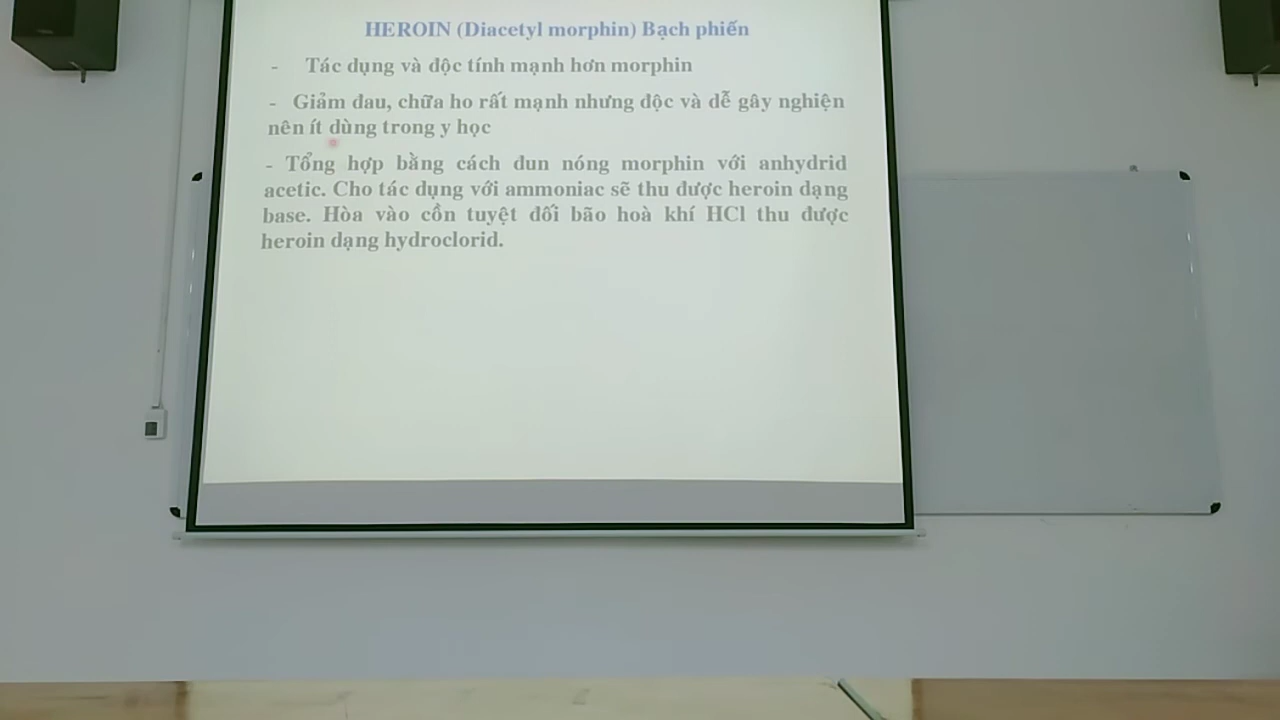 HEROIN (Diacetyl morphin) Bạch phiến
- Tác dụng và độc tính mạnh hơn morphin
- Giảm đau, chữa ho rất mạnh nhưng độc và dễ gây nghiện
nên ít dùng trong y học
- Tổng hợp bằng cách đun nóng morphin với anhydrid
acetic. Cho tác dụng với ammoniac sẽ thu được heroin dạng
base. Hòa vào cồn tuyệt đối bão hoà khí HCl thu được
heroin dạng hydroclorid.